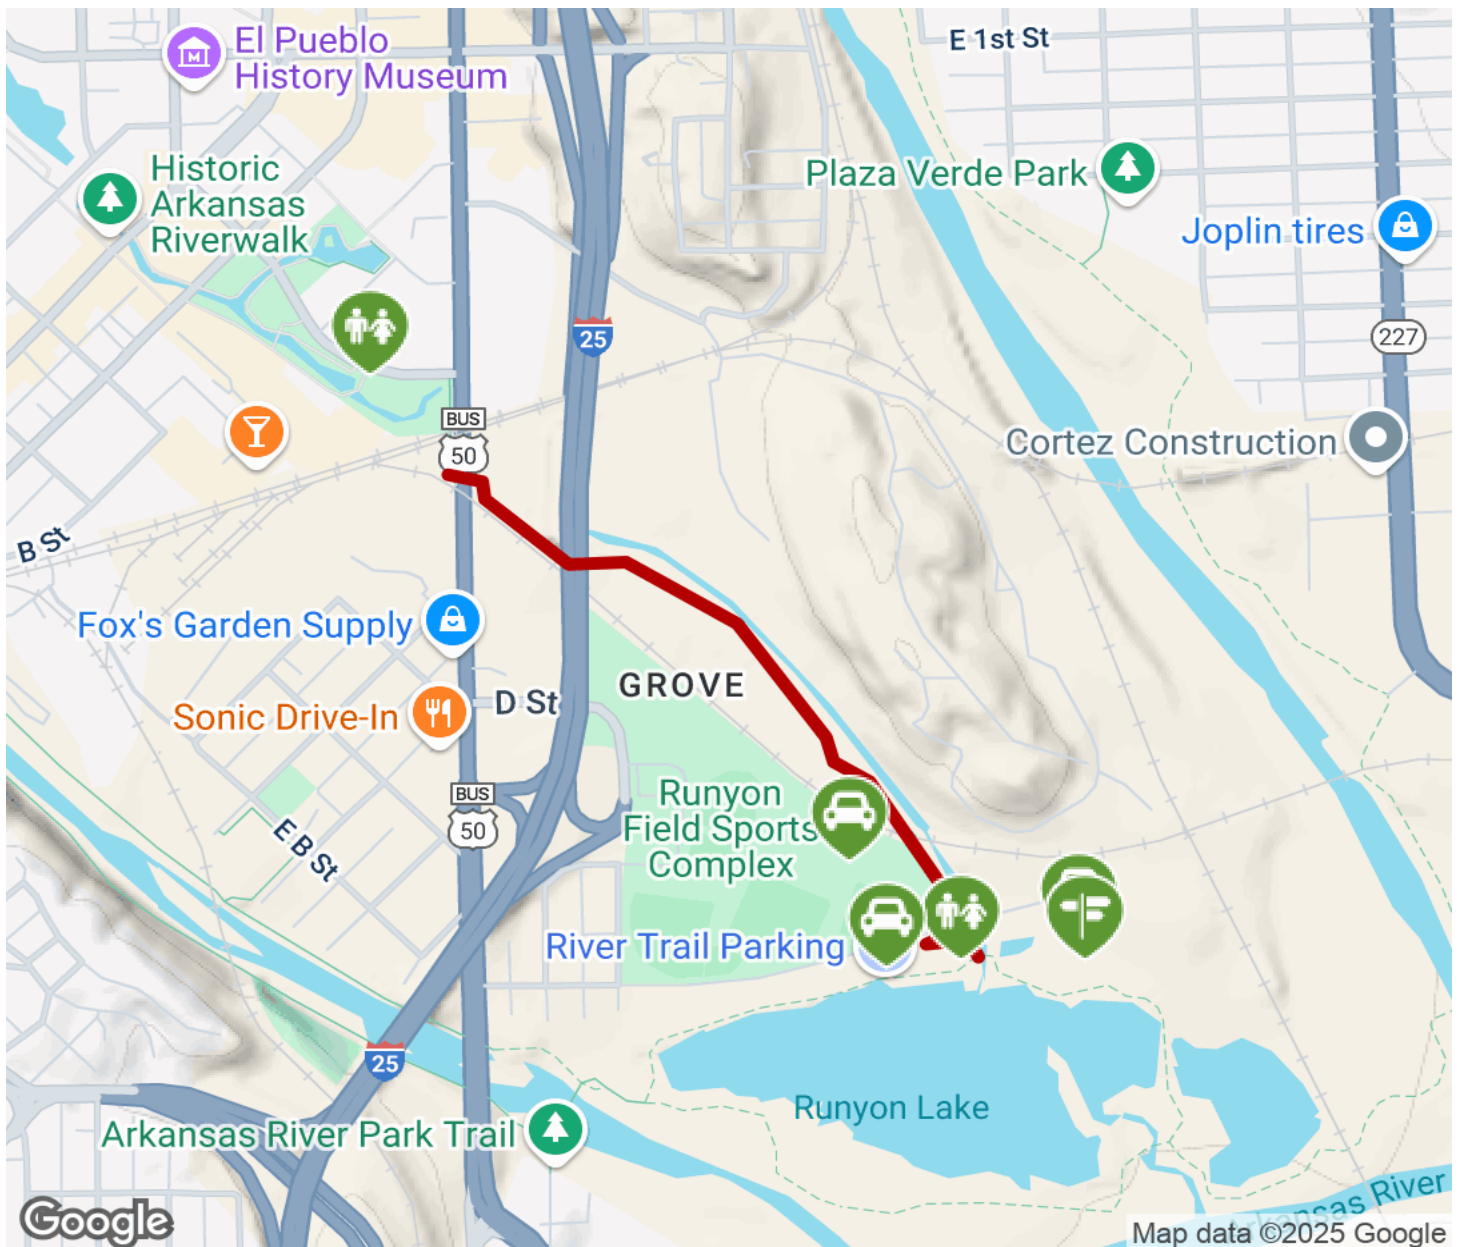 El Pueblo
History Museum
E 1st St
Historic
Arkansas
Riverwalk
Plaza Verde Park
Joplin tires
25
227
BUS
50
Cortez Construction
B St
Fox's Garden Supply
GROVE
D St
Sonic Drive-In
BUS
50
Runyon
Field Sports
Complex
E B St
River Trail Parking
25
Runyon Lake
Arkansas River Park Trail
Arkansas River
Google
Map data ©2025 Google